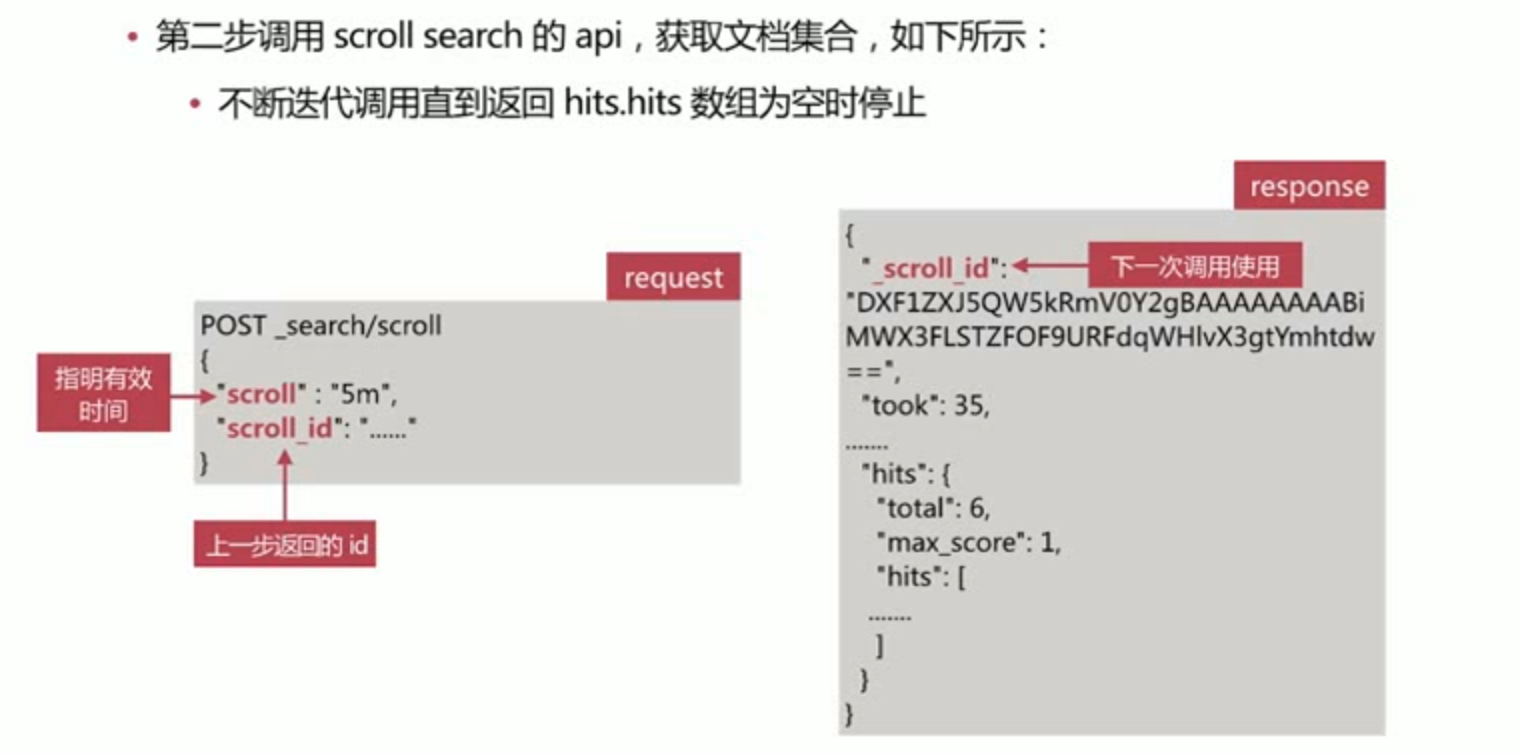 • 第二步调用 scroll search 的 api，获取文档集合，如下所示：
• 不断迭代调用直到返回 hits.hits 数组为空时停止
request
POST _search/scroll
{
"scroll" : "5m",
"scroll_id": "......"
}
指明有效
时间
上一步返回的 id
response
{
"_scroll_id":
下一次调用使用
"DXF1ZXJ5QW5kRmV0Y2gBAAAAAAAABi
MWX3FLSTZFOF9URFdqWHlvX3gtYmhtdw
==",
"took": 35,
.......
"hits": {
"total": 6,
"max_score": 1,
"hits": [
.......
]
}
}